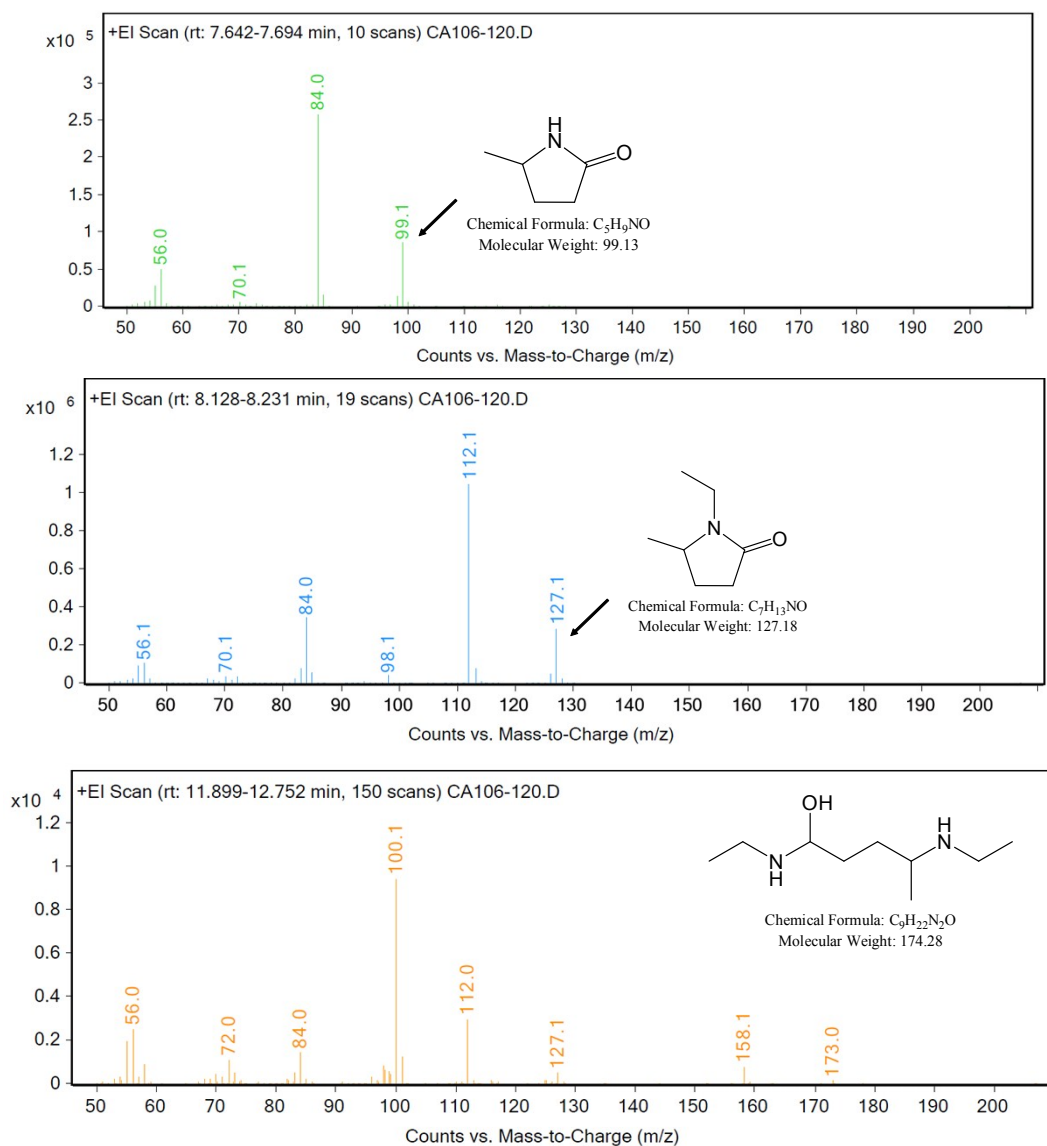 +EI Scan (rt: 7.642-7.694 min, 10 scans) CA106-120.D
x10 5
3
2.5
2
1.5
1
0.5
0
56.0
70.1
84.0
99.1
H
N
O
Chemical Formula: C5H9NO
Molecular Weight: 99.13
50 60 70 80 90 100 110 120 130 140 150 160 170 180 190 200
Counts vs. Mass-to-Charge (m/z)
+EI Scan (rt: 8.128-8.231 min, 19 scans) CA106-120.D
x10 6
1.2
1
0.8
0.6
0.4
0.2
0
56.1
70.1
84.0
98.1
112.1
127.1
N
O
Chemical Formula: C7H13NO
Molecular Weight: 127.18
50 60 70 80 90 100 110 120 130 140 150 160 170 180 190 200
Counts vs. Mass-to-Charge (m/z)
+EI Scan (rt: 11.899-12.752 min, 150 scans) CA106-120.D
x10 4
1.2
1
0.8
0.6
0.4
0.2
0
56.0
72.0
84.0
100.1
112.0
127.1
158.1
173.0
OH
H
N
N
H
Chemical Formula: C9H22N2O
Molecular Weight: 174.28
50 60 70 80 90 100 110 120 130 140 150 160 170 180 190 200
Counts vs. Mass-to-Charge (m/z)